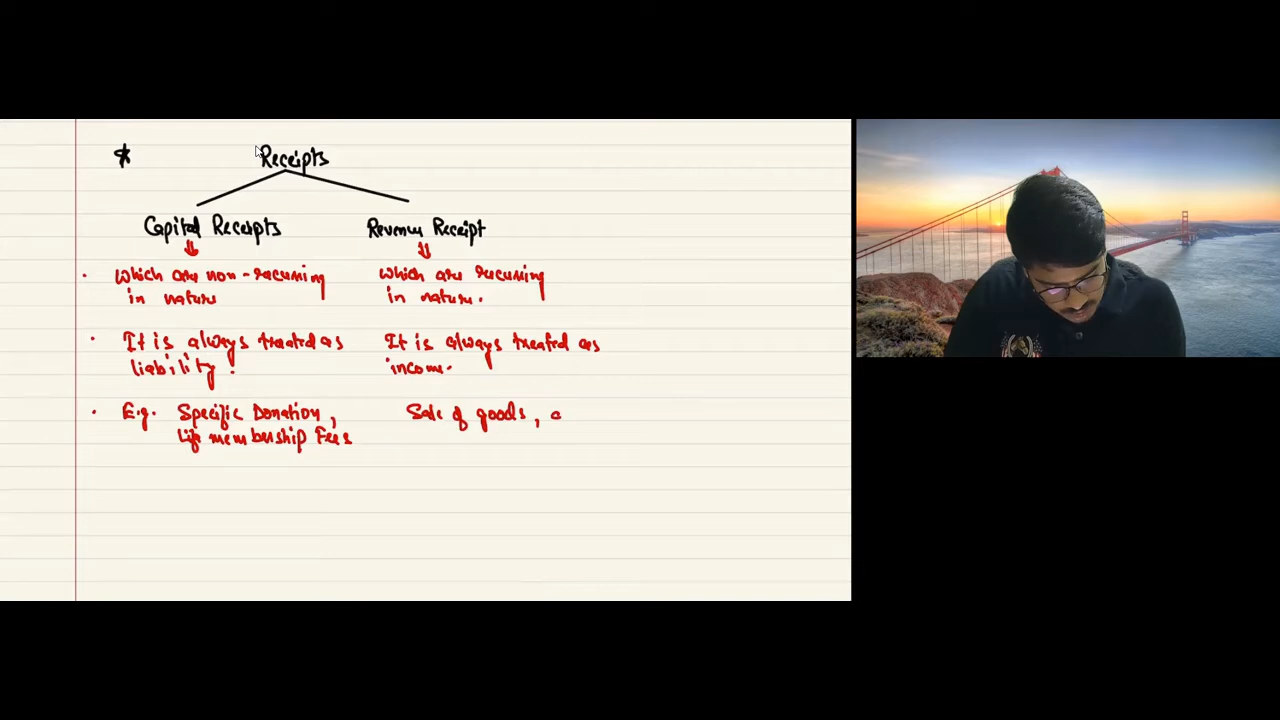 * Receipts
Capital Receipts Revenue Receipt
• Which are non-recurring which are recurring
in nature in nature.
• It is always treated as It is always treated as
liability! income.
• E.g. Specific Donation, Sale of goods, c
Life membership Fees